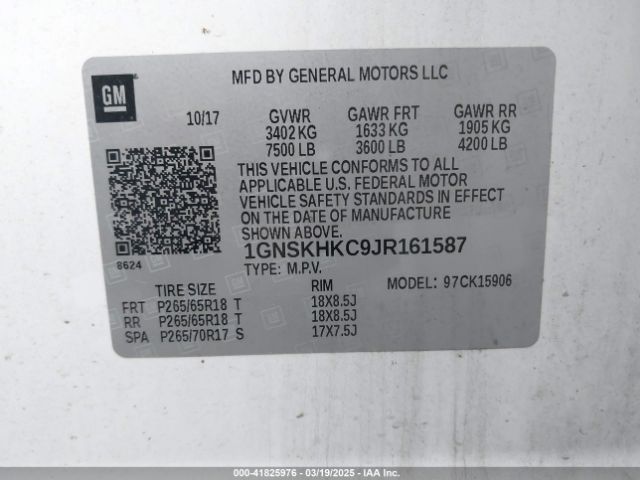 GM
MFD BY GENERAL MOTORS LLC
10/17 GVWR GAWR FRT GAWR RR
3402 KG 1633 KG 1905 KG
7500 LB 3600 LB 4200 LB
THIS VEHICLE CONFORMS TO ALL
APPLICABLE U.S. FEDERAL MOTOR
VEHICLE SAFETY STANDARDS IN EFFECT
ON THE DATE OF MANUFACTURE
SHOWN ABOVE.
8624 1GNSKHKC9JR161587
TYPE: M.P.V. MODEL: 97CK15906
TIRE SIZE RIM
FRT P265/65R18 T 18X8.5J
RR P265/65R18 T 18X8.5J
SPA P265/70R17 S 17X7.5J
000-41825976 - 03/19/2025 - IAA Inc.